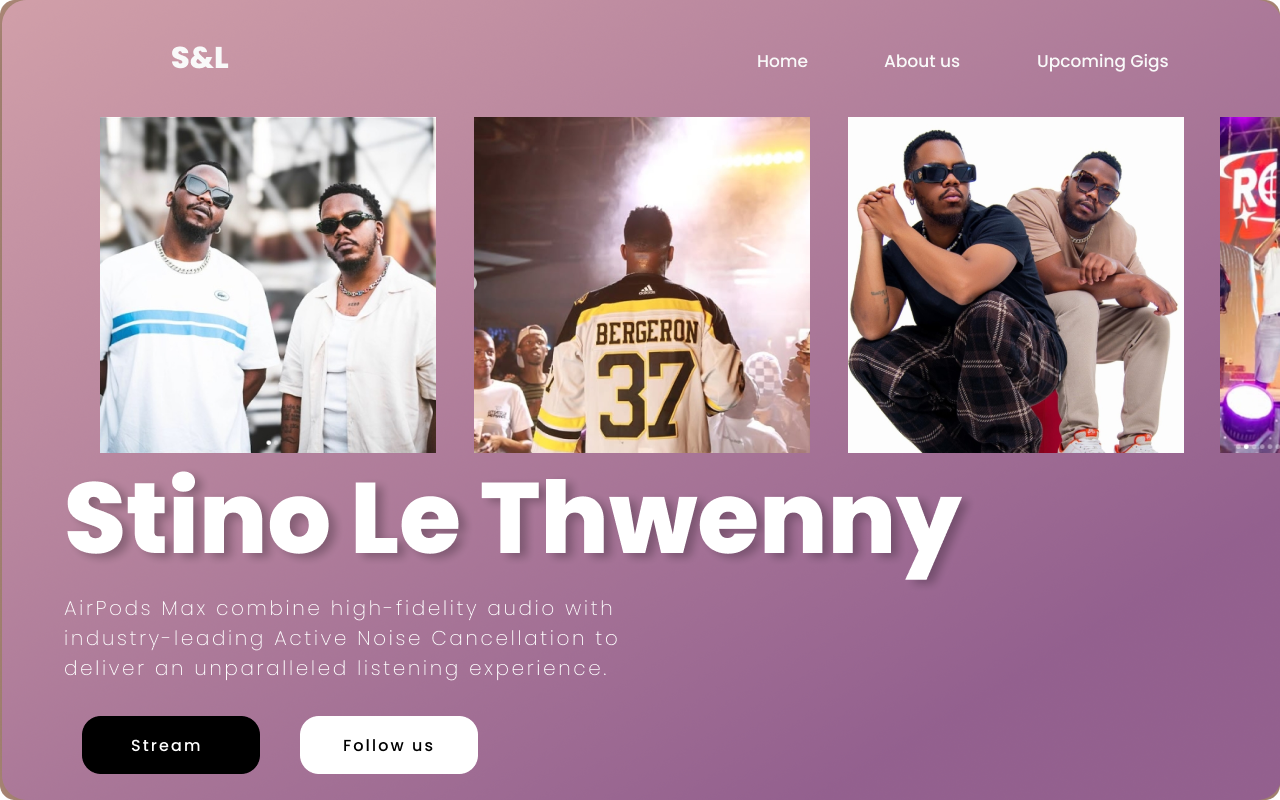 S&L
Home
About us
Upcoming Gigs
adidas
BERGERON
37
Stino Le Thwenny
AirPods Max combine high-fidelity audio with
industry-leading Active Noise Cancellation to
deliver an unparalleled listening experience.
Stream
Follow us